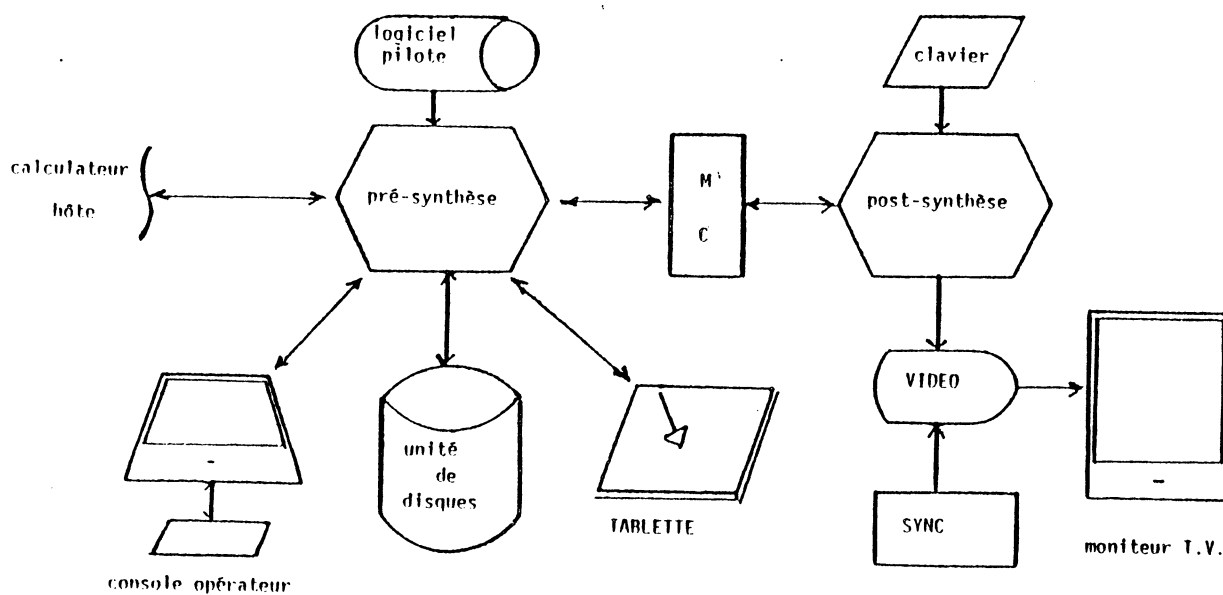 logiciel
pilote
clavier
calculateur
hôte
pré-synthèse
M
C
post-synthèse
VIDEO
unité
de
disques
TABLETTE
SYNC
moniteur T.V.
console opérateur